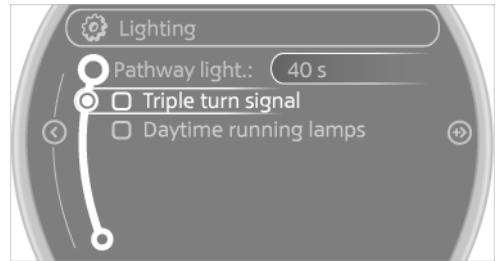 Lighting
Pathway light.: 40 s
Triple turn signal
Daytime running lamps